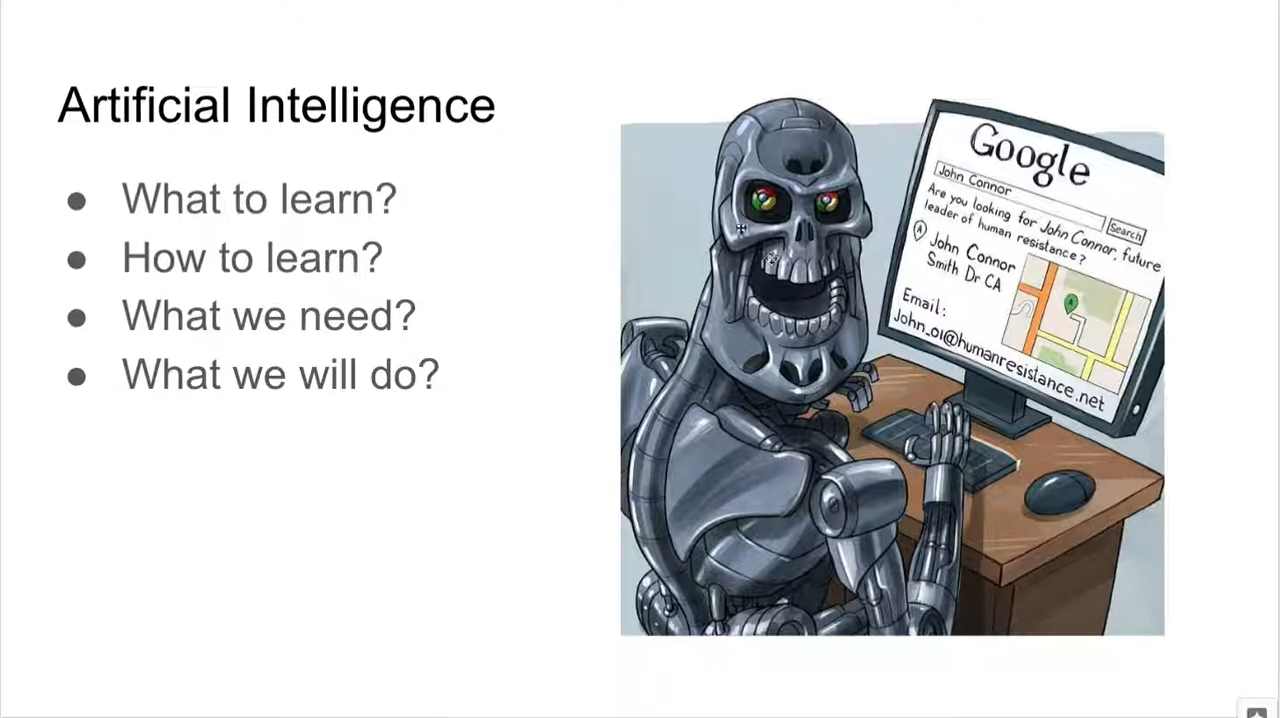 Artificial Intelligence
● What to learn?
● How to learn?
● What we need?
● What we will do?
Google
John Connor
Search
Are you looking for John Connor, future
leader of human resistance?
A
John Connor
Smith Dr CA
A
Email:
John_01@humanresistance.net